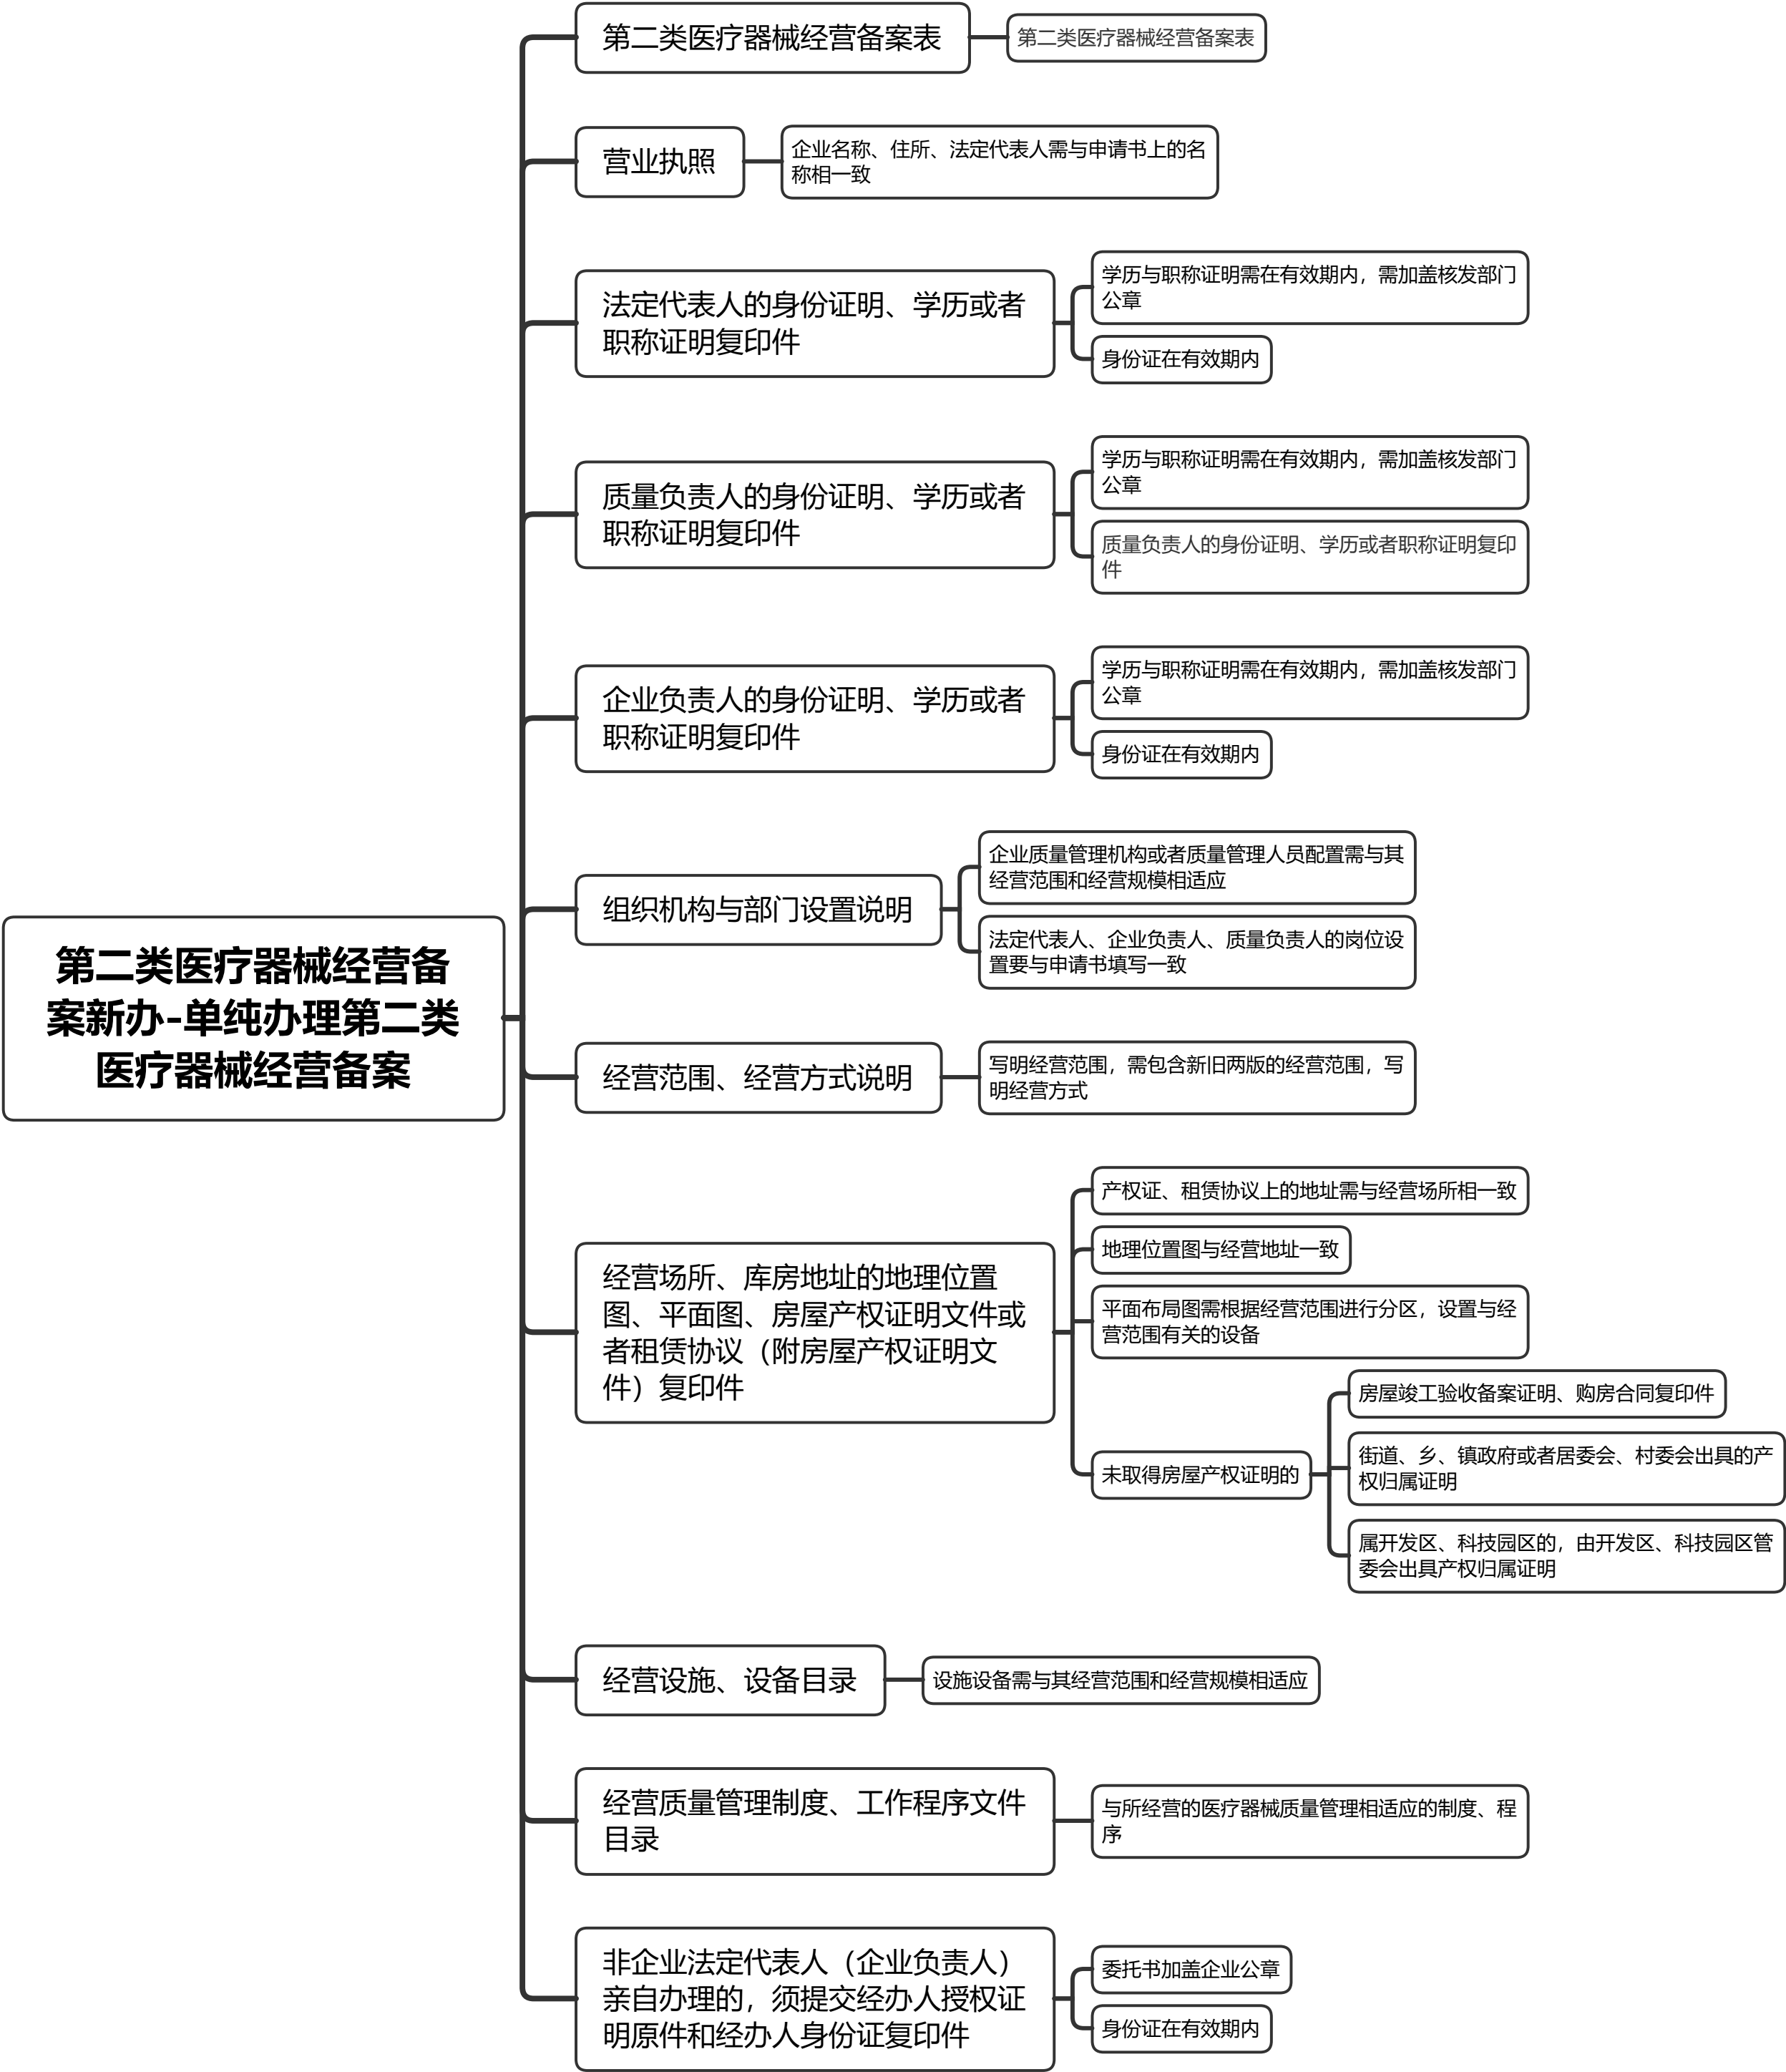 第二类医疗器械经营备案表
第二类医疗器械经营备案表
营业执照
企业名称、住所、法定代表人需与申请书上的名
称相一致
法定代表人的身份证明、学历或者
职称证明复印件
学历与职称证明需在有效期内，需加盖核发部门
公章
身份证在有效期内
质量负责人的身份证明、学历或者
职称证明复印件
学历与职称证明需在有效期内，需加盖核发部门
公章
质量负责人的身份证明、学历或者职称证明复印
件
企业负责人的身份证明、学历或者
职称证明复印件
学历与职称证明需在有效期内，需加盖核发部门
公章
身份证在有效期内
组织机构与部门设置说明
企业质量管理机构或者质量管理人员配置需与其
经营范围和经营规模相适应
法定代表人、企业负责人、质量负责人的岗位设
置要与申请书填写一致
第二类医疗器械经营备
案新办-单纯办理第二类
医疗器械经营备案
经营范围、经营方式说明
写明经营范围，需包含新旧两版的经营范围，写
明经营方式
经营场所、库房地址的地理位置
图、平面图、房屋产权证明文件或
者租赁协议（附房屋产权证明文
件）复印件
产权证、租赁协议上的地址需与经营场所相一致
地理位置图与经营地址一致
平面布局图需根据经营范围进行分区，设置与经
营范围有关的设备
未取得房屋产权证明的
房屋竣工验收备案证明、购房合同复印件
街道、乡、镇政府或者居委会、村委会出具的产
权归属证明
属开发区、科技园区的，由开发区、科技园区管
委会出具产权归属证明
经营设施、设备目录
设施设备需与其经营范围和经营规模相适应
经营质量管理制度、工作程序文件
目录
与所经营的医疗器械质量管理相适应的制度、程
序
非企业法定代表人（企业负责人）
亲自办理的，须提交经办人授权证
明原件和经办人身份证复印件
委托书加盖企业公章
身份证在有效期内